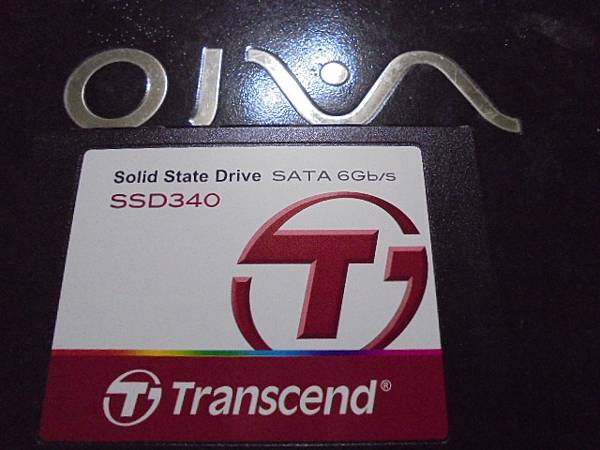 VAIO
Solid State Drive SATA 6Gb/s
SSD340
Transcend®